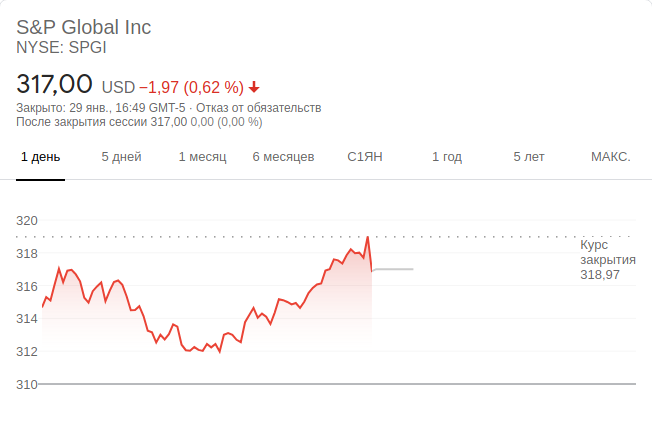 S&P Global Inc
NYSE: SPGI
317,00 USD −1,97 (0,62 %)
Закрыто: 29 янв., 16:49 GMT-5 · Отказ от обязательств
После закрытия сессии 317,00 0,00 (0,00 %)
1 день 5 дней 1 месяц 6 месяцев С1ЯН 1 год 5 лет МАКС.
320
318
316
314
312
310
Курс
закрытия
318,97